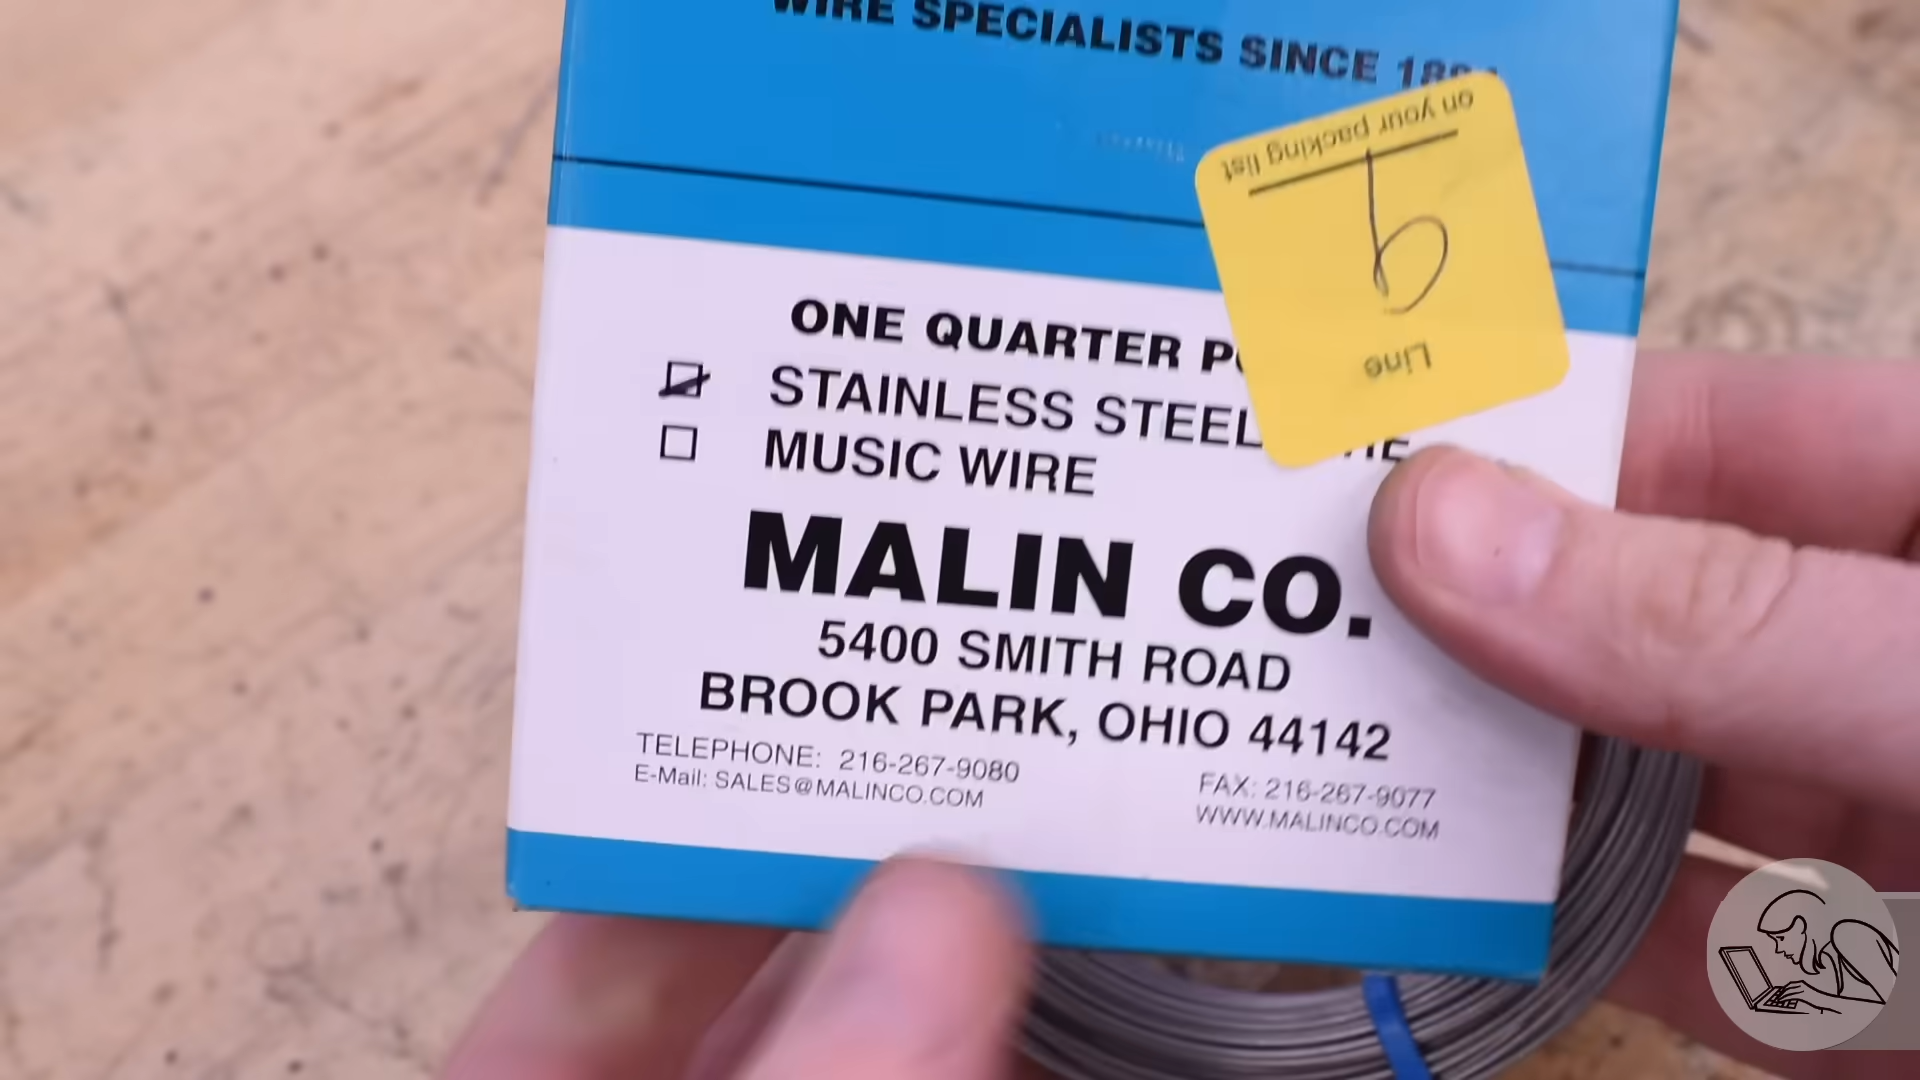 WIRE SPECIALISTS SINCE
Line
9
on your packing list
ONE QUARTER
STAINLESS STEEL
MUSIC WIRE
MALIN CO.
5400 SMITH ROAD
BROOK PARK, OHIO 44142
TELEPHONE: 216-267-9080
E-Mail: SALES@MALINCO.COM
FAX: 216-267-9077
WWW.MALINCO.COM